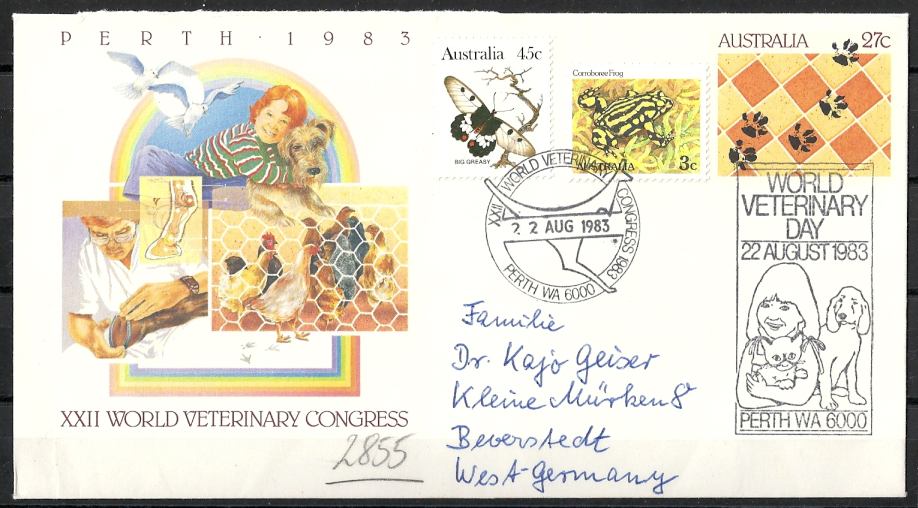 PERTH · 1983
Australia 45c
BIG GREASY
Corroboree Frog
AUSTRALIA 3c
AUSTRALIA 27c
XXII WORLD VETERINARY CONGRESS 1983
22 AUG 1983
PERTH WA 6000
WORLD
VETERINARY
DAY
22 AUGUST 1983
PERTH WA 6000
Familie
Dr. Kajo Geiser
Kleine Mürken 8
Beverstedt
West-Germany
XXII WORLD VETERINARY CONGRESS
2855